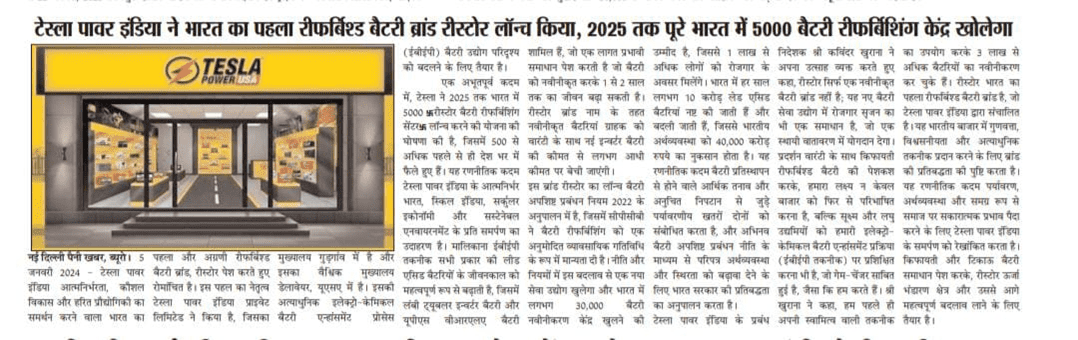 टेस्ला पावर इंडिया ने भारत का पहला रीफर्बिश्ड बैटरी ब्रांड रीस्टोर लॉन्च किया, 2025 तक पूरे भारत में 5000 बैटरी रीफर्बिशिंग केंद्र खोलेगा
TESLA
POWER USA
नई दिल्ली पैनी खबर, ब्यूरो। 5
जनवरी 2024 - टेस्ला पावर
इंडिया आत्मनिर्भरता, कौशल
विकास और हरित प्रौद्योगिकी का
समर्थन करने वाला भारत का
पहला और अग्रणी रीफर्बिश्ड
बैटरी ब्रांड, रीस्टोर पेश करते हुए
रोमांचित है। इस पहल का नेतृत्व
टेस्ला पावर इंडिया प्राइवेट
लिमिटेड ने किया है, जिसका
मुख्यालय गुड़गांव में है और
इसका वैश्विक मुख्यालय
डेलावेयर, यूएसए में है। इसकी
अत्याधुनिक इलेक्ट्रो-केमिकल
बैटरी एन्हांसमेंट प्रोसेस
(ईबीईपी) बैटरी उद्योग परिदृश्य
को बदलने के लिए तैयार है।
एक अभूतपूर्व कदम
में, टेस्ला ने 2025 तक भारत में
5000 卐रीस्टोर बैटरी रीफर्बिशिंग
सेंटर卐 लॉन्च करने की योजना की
घोषणा की है, जिसमें 500 से
अधिक पहले से ही देश भर में
फैले हुए हैं। यह रणनीतिक कदम
टेस्ला पावर इंडिया के आत्मनिर्भर
भारत, स्किल इंडिया, सर्कुलर
इकोनॉमी और सस्टेनेबल
एनवायरमेंट के प्रति समर्पण का
उदाहरण है। मालिकाना ईबीईपी
तकनीक सभी प्रकार की लीड
एसिड बैटरियों के जीवनकाल को
महत्वपूर्ण रूप से बढ़ाती है, जिसमें
लंबी ट्यूबलर इन्वर्टर बैटरी और
यूपीएस वीआरएलए बैटरी
शामिल हैं, जो एक लागत प्रभावी
समाधान पेश करती है जो बैटरी
को नवीनीकृत करके 1 से 2 साल
तक का जीवन बढ़ा सकती है।
रीस्टोर ब्रांड नाम के तहत
नवीनीकृत बैटरियां ग्राहक को
वारंटी के साथ नई इन्वर्टर बैटरी
की कीमत से लगभग आधी
कीमत पर बेची जाएंगी।
इस ब्रांड रीस्टोर का लॉन्च बैटरी
अपशिष्ट प्रबंधन नियम 2022 के
अनुपालन में है, जिसमें सीपीसीबी
ने बैटरी रीफर्बिशिंग को एक
अनुमोदित व्यावसायिक गतिविधि
के रूप में मान्यता दी है। नीति और
नियमों में इस बदलाव से एक नया
सेवा उद्योग खुलेगा और भारत में
लगभग 30,000 बैटरी
नवीनीकरण केंद्र खुलने की
उम्मीद है, जिससे 1 लाख से
अधिक लोगों को रोजगार के
अवसर मिलेंगे। भारत में हर साल
लगभग 10 करोड़ लेड एसिड
बैटरियां नष्ट की जाती हैं और
बदली जाती हैं, जिससे भारतीय
अर्थव्यवस्था को 40,000 करोड़
रुपये का नुकसान होता है। यह
रणनीतिक कदम बैटरी प्रतिस्थापन
से होने वाले आर्थिक तनाव और
अनुचित निपटान से जुड़े
पर्यावरणीय खतरों दोनों को
संबोधित करता है, और अभिनव
बैटरी अपशिष्ट प्रबंधन नीति के
माध्यम से परिपत्र अर्थव्यवस्था
और स्थिरता को बढ़ावा देने के
लिए भारत सरकार की प्रतिबद्धता
का अनुपालन करता है।
टेस्ला पावर इंडिया के प्रबंध
निदेशक श्री कविंदर खुराना ने
अपना उत्साह व्यक्त करते हुए
कहा, रीस्टोर सिर्फ एक नवीनीकृत
बैटरी ब्रांड नहीं है; यह नए बैटरी
सेवा उद्योग में रोजगार सृजन का
भी एक समाधान है, जो एक
स्थायी वातावरण में योगदान देगा।
प्रदर्शन वारंटी के साथ किफायती
रीफर्बिश्ड बैटरी की पेशकश
करके, हमारा लक्ष्य न केवल
बाजार को फिर से परिभाषित
करना है, बल्कि सूक्ष्म और लघु
उद्यमियों को हमारी इलेक्ट्रो-
केमिकल बैटरी एन्हांसमेंट प्रक्रिया
(ईबीईपी तकनीक) पर प्रशिक्षित
करना भी है, जो गेम-चेंजर साबित
हुई है, जैसा कि हम करते हैं। श्री
खुराना ने कहा, हम पहले ही
अपनी स्वामित्व वाली तकनीक
का उपयोग करके 3 लाख से
अधिक बैटरियों का नवीनीकरण
कर चुके हैं। रीस्टोर भारत का
पहला रीफर्बिश्ड बैटरी ब्रांड है, जो
टेस्ला पावर इंडिया द्वारा संचालित
है। यह भारतीय बाजार में गुणवत्ता,
विश्वसनीयता और अत्याधुनिक
तकनीक प्रदान करने के लिए ब्रांड
की प्रतिबद्धता की पुष्टि करता है।
यह रणनीतिक कदम पर्यावरण,
अर्थव्यवस्था और समग्र रूप से
समाज पर सकारात्मक प्रभाव पैदा
करने के लिए टेस्ला पावर इंडिया
के समर्पण को रेखांकित करता है।
किफायती और टिकाऊ बैटरी
समाधान पेश करके, रीस्टोर ऊर्जा
भंडारण क्षेत्र और उससे आगे
महत्वपूर्ण बदलाव लाने के लिए
तैयार है।